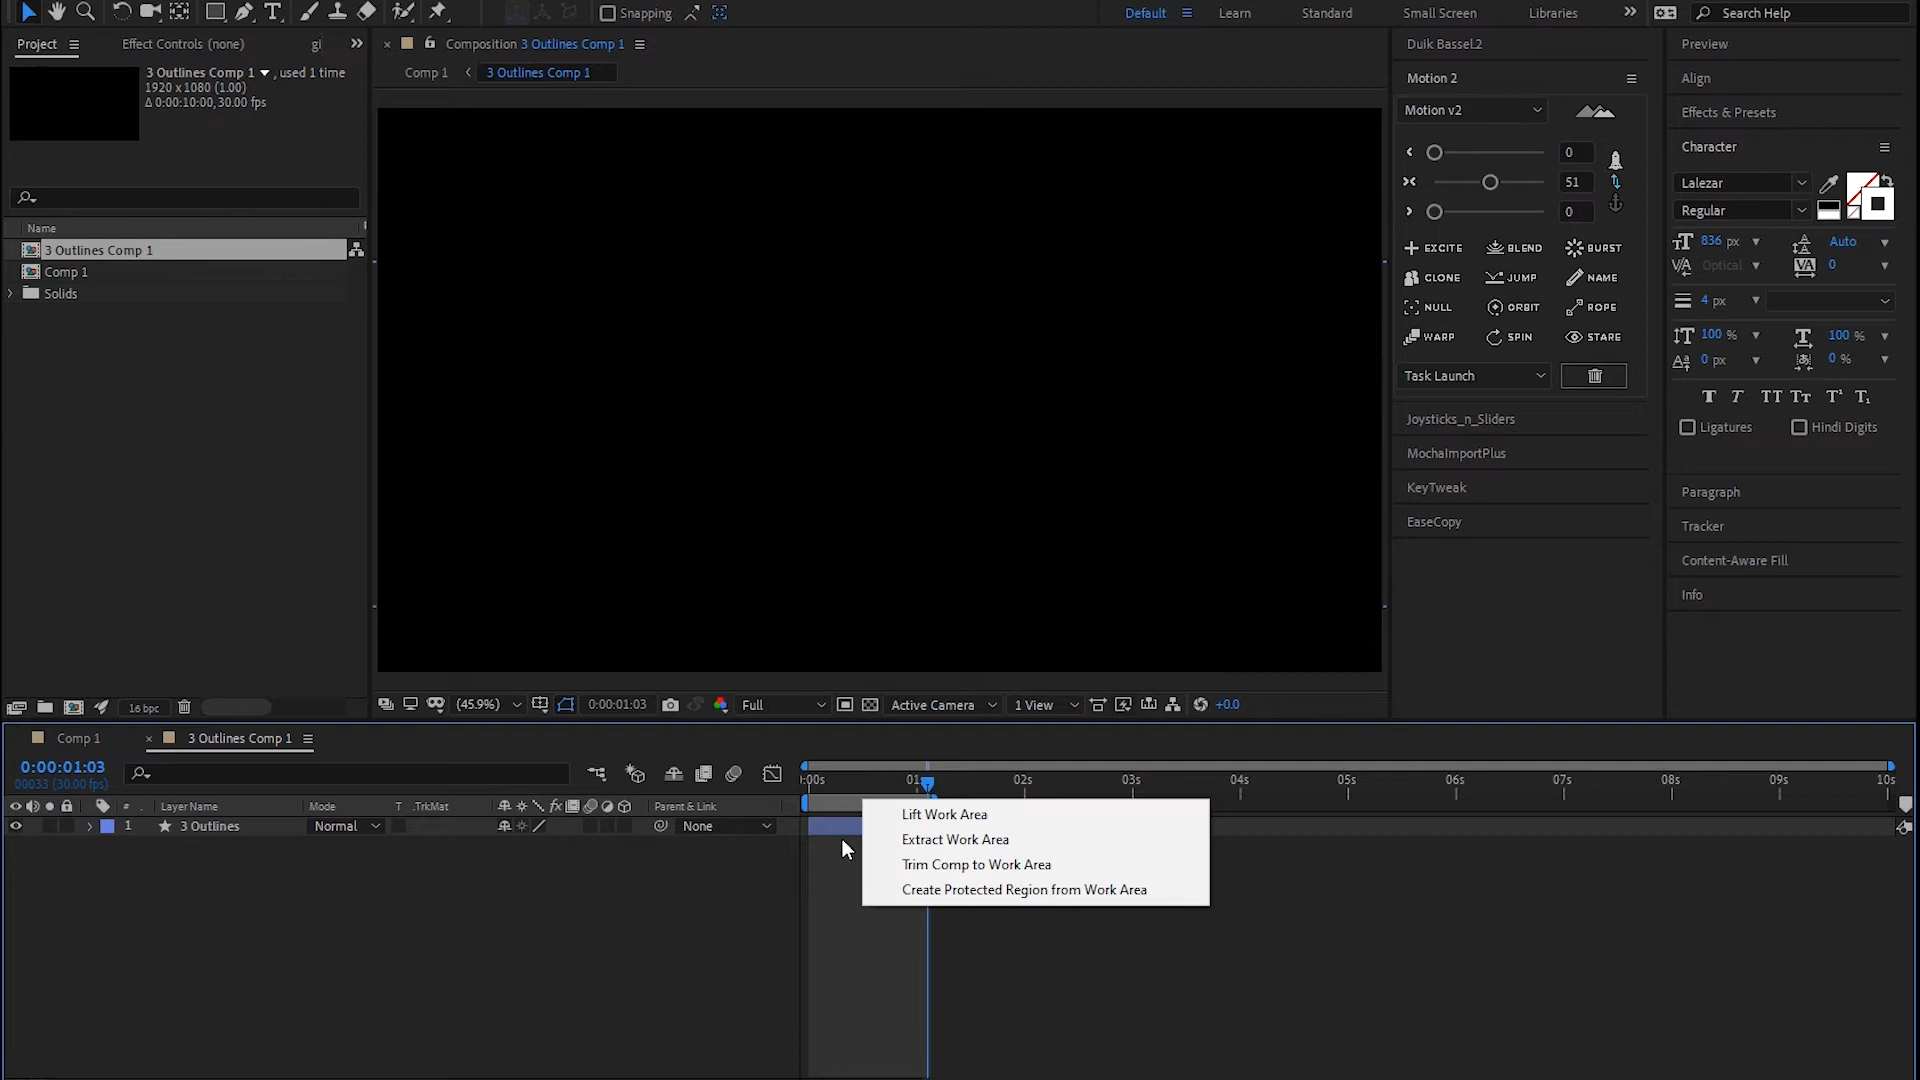 Snapping
Default
Learn
Standard
Small Screen
Libraries
Search Help
Project
Effect Controls (none)
gl
Composition 3 Outlines Comp 1
Comp 1
3 Outlines Comp 1
3 Outlines Comp 1 , used 1 time
1920 x 1080 (1.00)
Δ 0:00:10:00, 30.00 fps
Name
3 Outlines Comp 1
Comp 1
Solids
16 bpc
(45.9%)
0:00:01:03
Full
Active Camera
1 View
+0.0
Duik Bassel.2
Motion 2
Motion v2
0
51
0
EXCITE
BLEND
BURST
CLONE
JUMP
NAME
NULL
ORBIT
ROPE
WARP
SPIN
STARE
Task Launch
Joysticks_n_Sliders
MochaImportPlus
KeyTweak
EaseCopy
Preview
Align
Effects & Presets
Character
Lalezar
Regular
836 px
Auto
Optical
0
4 px
100 %
100 %
0 px
0 %
T T TT Tт T¹ T₁
Ligatures
Hindi Digits
Paragraph
Tracker
Content-Aware Fill
Info
Comp 1
3 Outlines Comp 1
0:00:01:03
00033 (30.00 fps)
#
Layer Name
Mode
T .TrkMat
fx
Parent & Link
1
3 Outlines
Normal
None
:00s
01
02s
03s
04s
05s
06s
07s
08s
09s
10s
Lift Work Area
Extract Work Area
Trim Comp to Work Area
Create Protected Region from Work Area